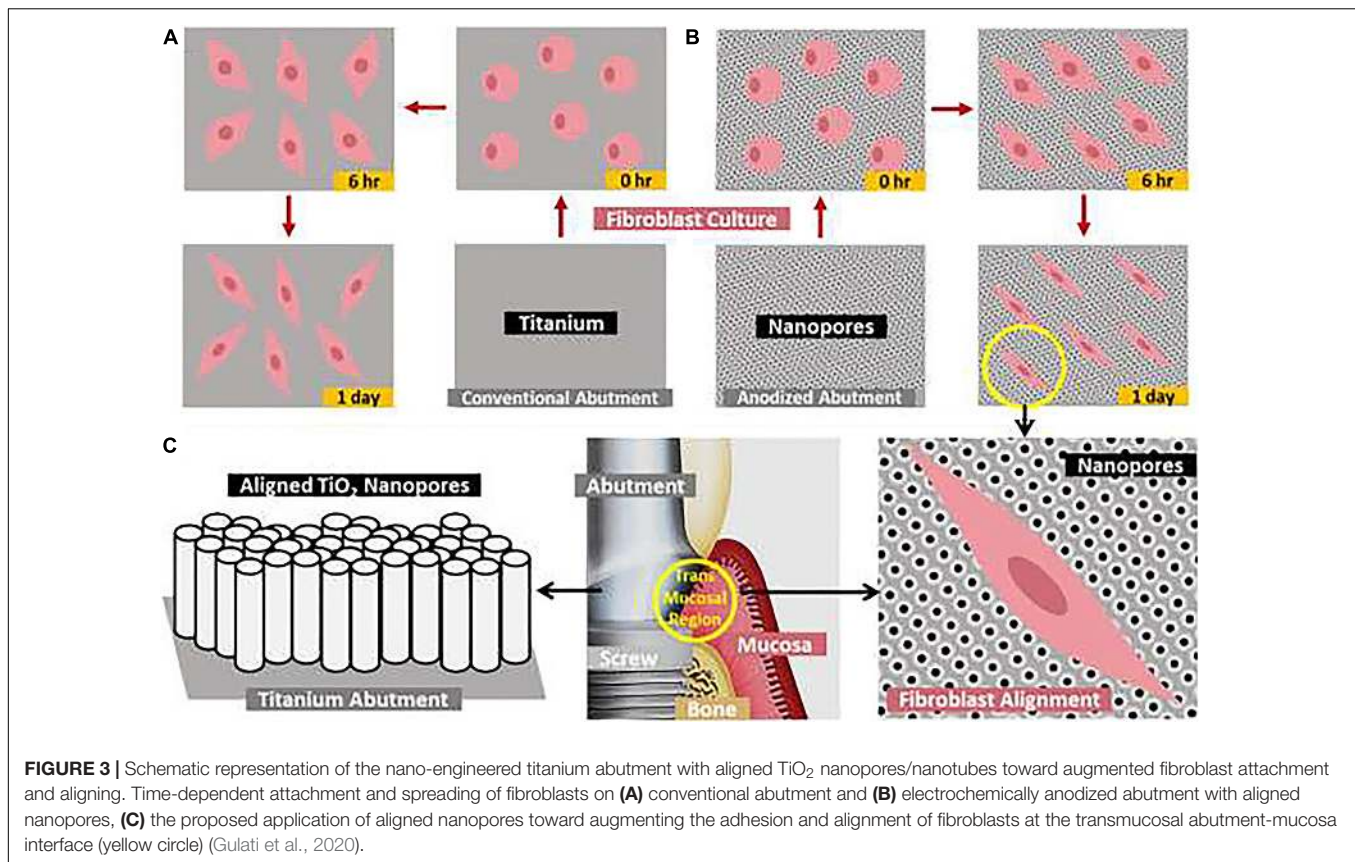 A
B
6 hr
0 hr
0 hr
6 hr
Fibroblast Culture
Titanium
Nanopores
1 day
Conventional Abutment
Anodized Abutment
1 day
C
Aligned TiO₂ Nanopores
Abutment
Nanopores
Trans
Mucosal
Region
Mucosa
Screw
Titanium Abutment
Bone
Fibroblast Alignment
FIGURE 3 | Schematic representation of the nano-engineered titanium abutment with aligned TiO₂ nanopores/nanotubes toward augmented fibroblast attachment
and aligning. Time-dependent attachment and spreading of fibroblasts on (A) conventional abutment and (B) electrochemically anodized abutment with aligned
nanopores, (C) the proposed application of aligned nanopores toward augmenting the adhesion and alignment of fibroblasts at the transmucosal abutment-mucosa
interface (yellow circle) (Gulati et al., 2020).